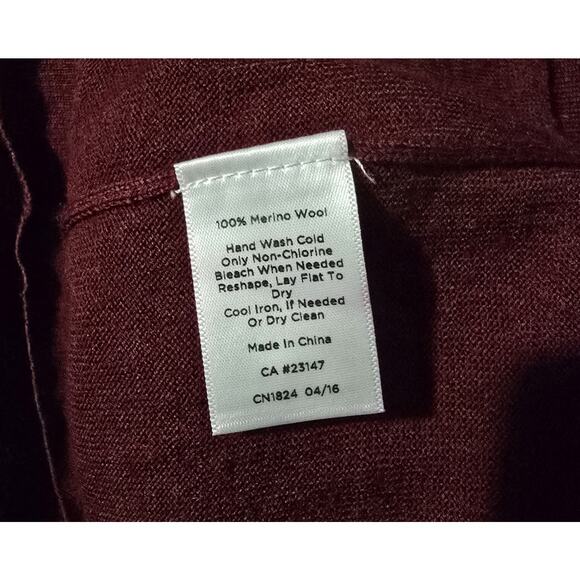 100% Merino Wool
Hand Wash Cold
Only Non-Chlorine
Bleach When Needed
Reshape, Lay Flat To
Dry
Cool Iron, If Needed
Or Dry Clean
Made In China
CA #23147
CN1824 04/16